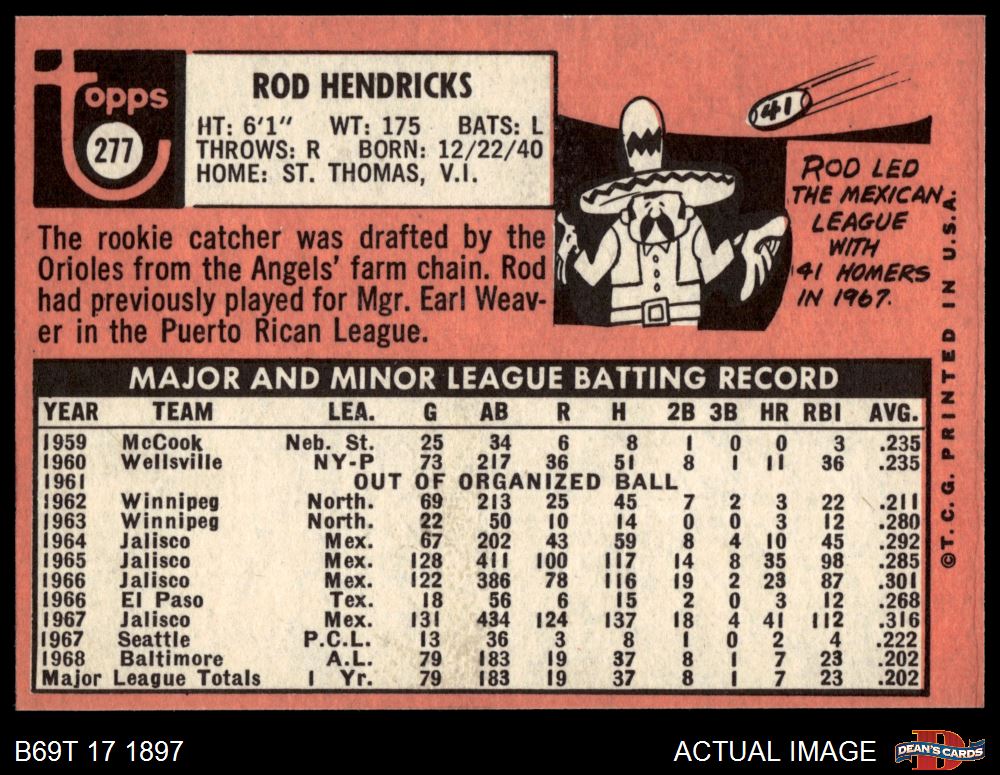 Topps
277
ROD HENDRICKS
HT: 6'1" WT: 175 BATS: L
THROWS: R BORN: 12/22/40
HOME: ST. THOMAS, V.I.
The rookie catcher was drafted by the
Orioles from the Angels' farm chain. Rod
had previously played for Mgr. Earl Weav-
er in the Puerto Rican League.
41
ROD LED
THE MEXICAN
LEAGUE
WITH
41 HOMERS
IN 1967.
©T.C.G. PRINTED IN U.S.A.
MAJOR AND MINOR LEAGUE BATTING RECORD
YEAR TEAM LEA. G AB R H 2B 3B HR RBI AVG.
1959 McCook Neb. St. 25 34 6 8 1 0 0 3 .235
1960 Wellsville NY-P 73 217 36 51 8 1 11 36 .235
1961 OUT OF ORGANIZED BALL
1962 Winnipeg North. 69 213 25 45 7 2 3 22 .211
1963 Winnipeg North. 22 50 10 14 0 0 3 12 .280
1964 Jalisco Mex. 67 202 43 59 8 4 10 45 .292
1965 Jalisco Mex. 128 411 100 117 14 8 35 98 .285
1966 Jalisco Mex. 122 386 78 116 19 2 23 87 .301
1966 El Paso Tex. 18 56 6 15 2 0 3 12 .268
1967 Jalisco Mex. 131 434 124 137 18 4 41 112 .316
1967 Seattle P.C.L. 13 36 3 8 1 0 2 4 .222
1968 Baltimore A.L. 79 183 19 37 8 1 7 23 .202
Major League Totals 1 Yr. 79 183 19 37 8 1 7 23 .202
B69T 17 1897
ACTUAL IMAGE
DEAN'S CARDS